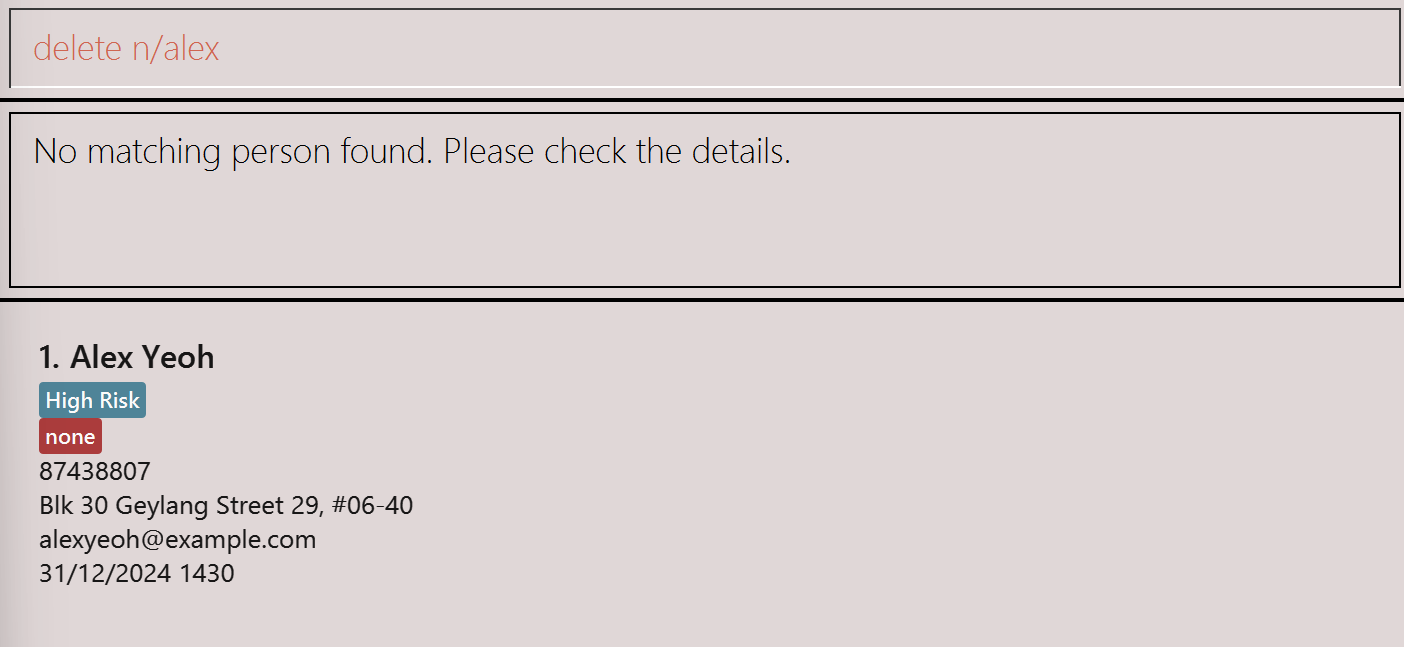 delete n/alex
No matching person found. Please check the details.
1. Alex Yeoh
High Risk
none
87438807
Blk 30 Geylang Street 29, #06-40
alexyeoh@example.com
31/12/2024 1430